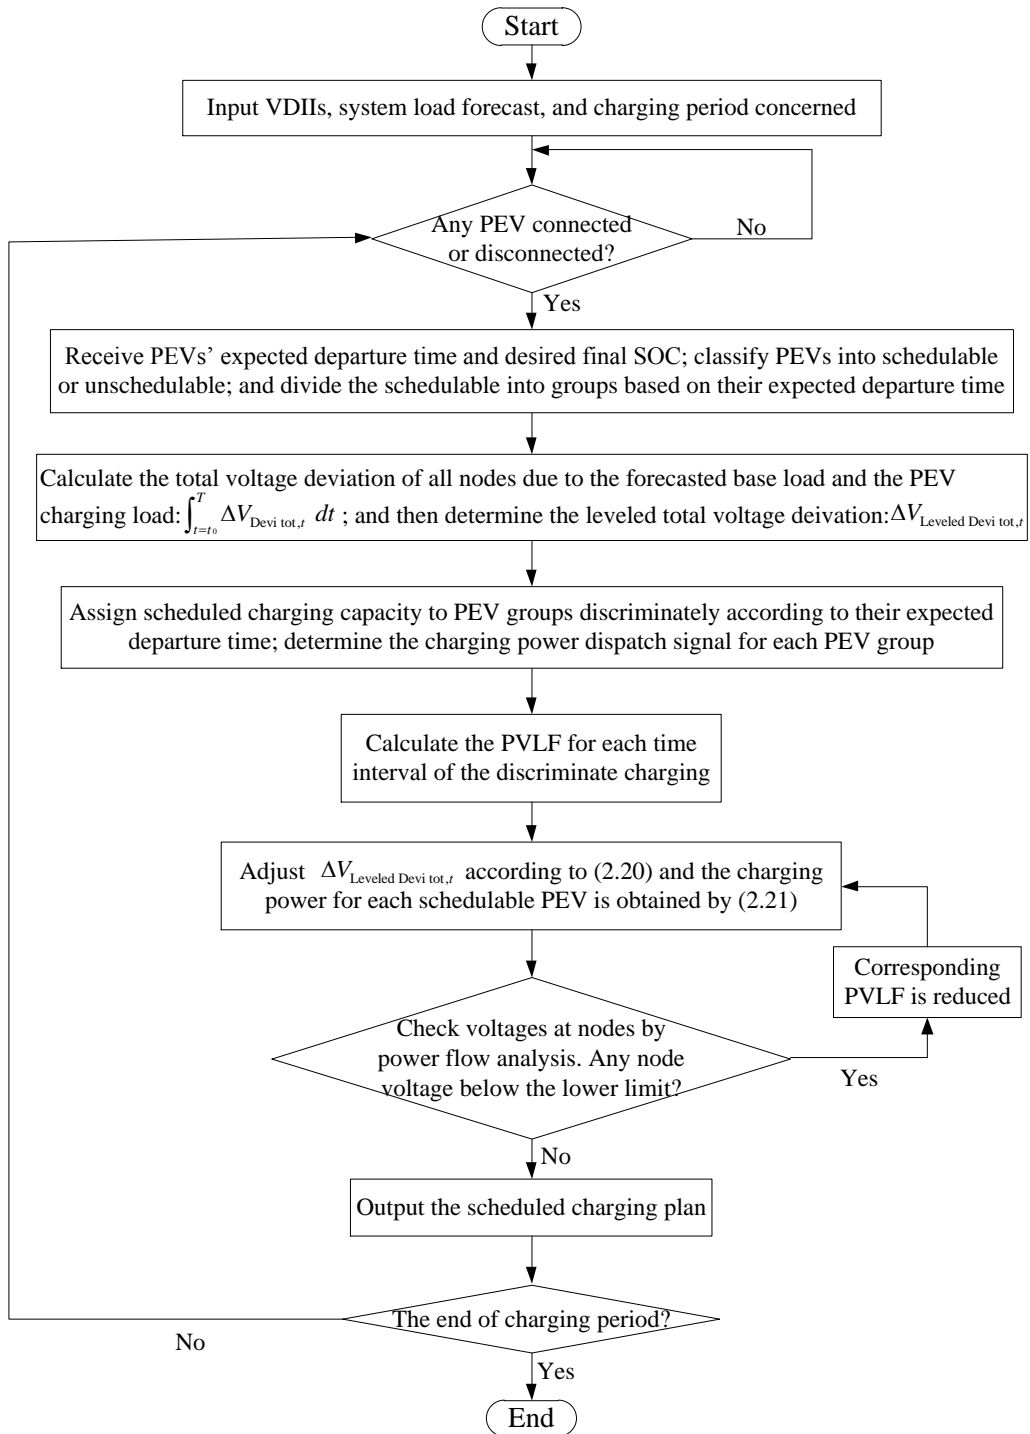 Start
Input VDIIs, system load forecast, and charging period concerned
Any PEV connected
or disconnected?
No
Yes
Receive PEVs’ expected departure time and desired final SOC; classify PEVs into schedulable
or unschedulable; and divide the schedulable into groups based on their expected departure time
Calculate the total voltage deviation of all nodes due to the forecasted base load and the PEV
charging load: ∫_{t=t₀}^{T} ΔV_{Devi tot,t} dt ; and then determine the leveled total voltage deivation: ΔV_{Leveled Devi tot,t}
Assign scheduled charging capacity to PEV groups discriminately according to their expected
departure time; determine the charging power dispatch signal for each PEV group
Calculate the PVLF for each time
interval of the discriminate charging
Adjust ΔV_{Leveled Devi tot,t} according to (2.20) and the charging
power for each schedulable PEV is obtained by (2.21)
Corresponding
PVLF is reduced
Check voltages at nodes by
power flow analysis. Any node
voltage below the lower limit?
Yes
No
Output the scheduled charging plan
The end of charging period?
No
Yes
End